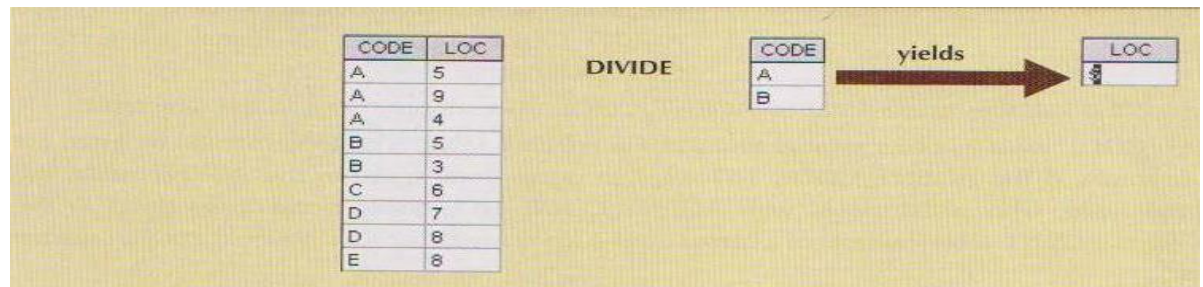 CODE LOC
A 5
A 9
A 4
B 5
B 3
C 6
D 7
D 8
E 8
DIVIDE
CODE
A
B
yields
LOC